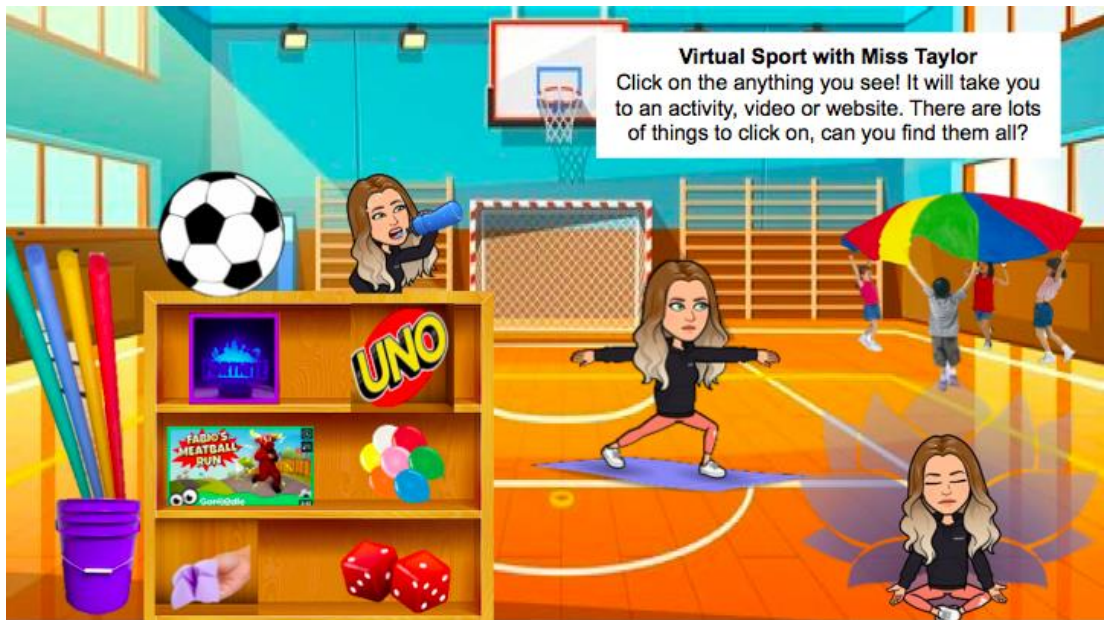 Virtual Sport with Miss Taylor
Click on the anything you see! It will take you
to an activity, video or website. There are lots
of things to click on, can you find them all?
FORTNITE
UNO
FABIO'S
MEATBALL
RUN
GoNoodle